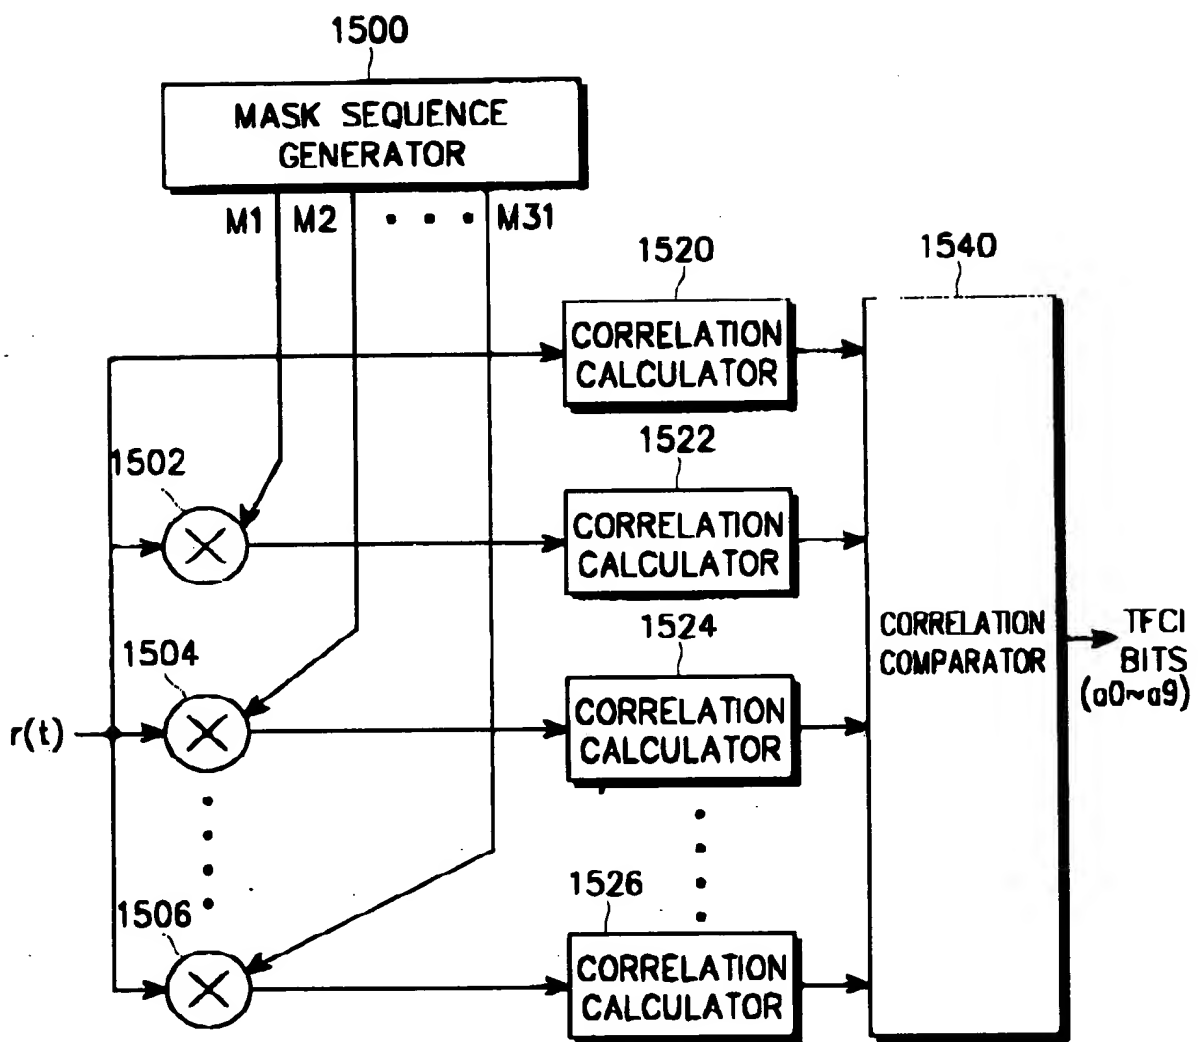 1500
MASK SEQUENCE
GENERATOR
M1 M2 • • • M31
1520
1540
CORRELATION
CALCULATOR
1502
1522
CORRELATION
CALCULATOR
1504
1524
CORRELATION
CALCULATOR
CORRELATION
COMPARATOR
TFCI
BITS
(a0~a9)
r(t)
1506
1526
CORRELATION
CALCULATOR